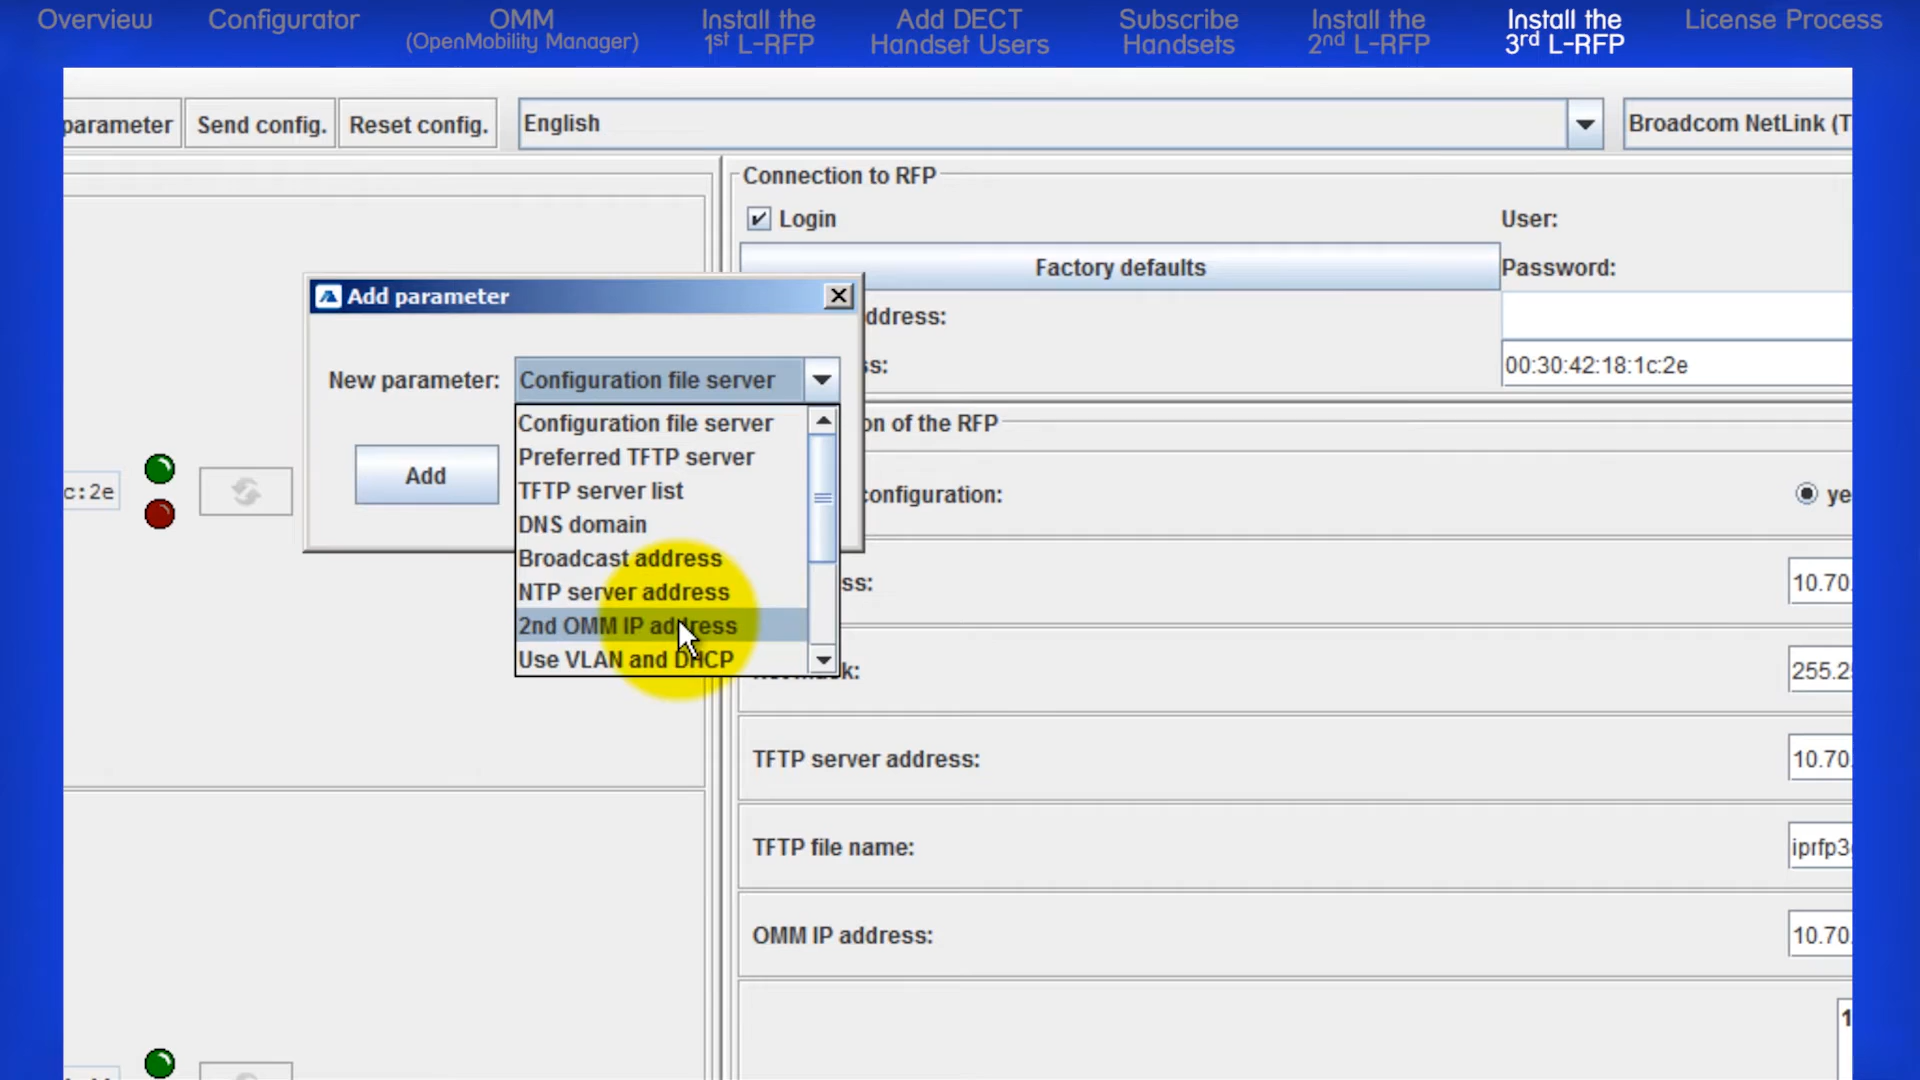 Overview
Configurator
OMM
(OpenMobility Manager)
Install the
1st L-RFP
Add DECT
Handset Users
Subscribe
Handsets
Install the
2nd L-RFP
Install the
3rd L-RFP
License Process
parameter
Send config.
Reset config.
English
Broadcom NetLink (T
Connection to RFP
Login
User:
Factory defaults
Password:
ddress:
s:
00:30:42:18:1c:2e
Add parameter
New parameter:
Configuration file server
Configuration file server
Preferred TFTP server
TFTP server list
DNS domain
Broadcast address
NTP server address
2nd OMM IP address
Use VLAN and DHCP
Add
c:2e
on of the RFP
configuration:
ye
ss:
10.70.
k:
255.25
TFTP server address:
10.70.
TFTP file name:
iprfp3
OMM IP address:
10.70.
1